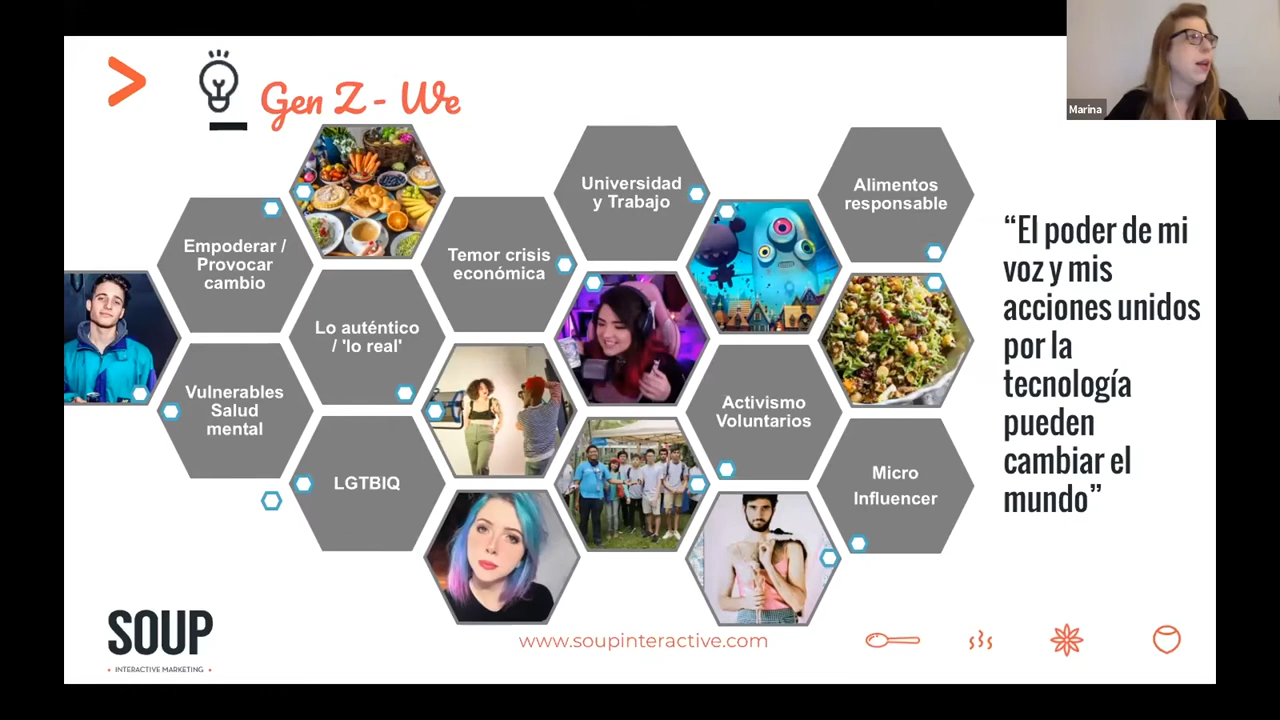 Marina
>
Gen Z - We
Universidad
y Trabajo
Alimentos
responsable
Empoderar /
Provocar
cambio
Temor crisis
económica
Lo auténtico
/ 'lo real'
Vulnerables
Salud
mental
Activismo
Voluntarios
LGTBIQ
Micro
Influencer
“El poder de mi
voz y mis
acciones unidos
por la
tecnología
pueden
cambiar el
mundo”
SOUP
• INTERACTIVE MARKETING •
www.soupinteractive.com